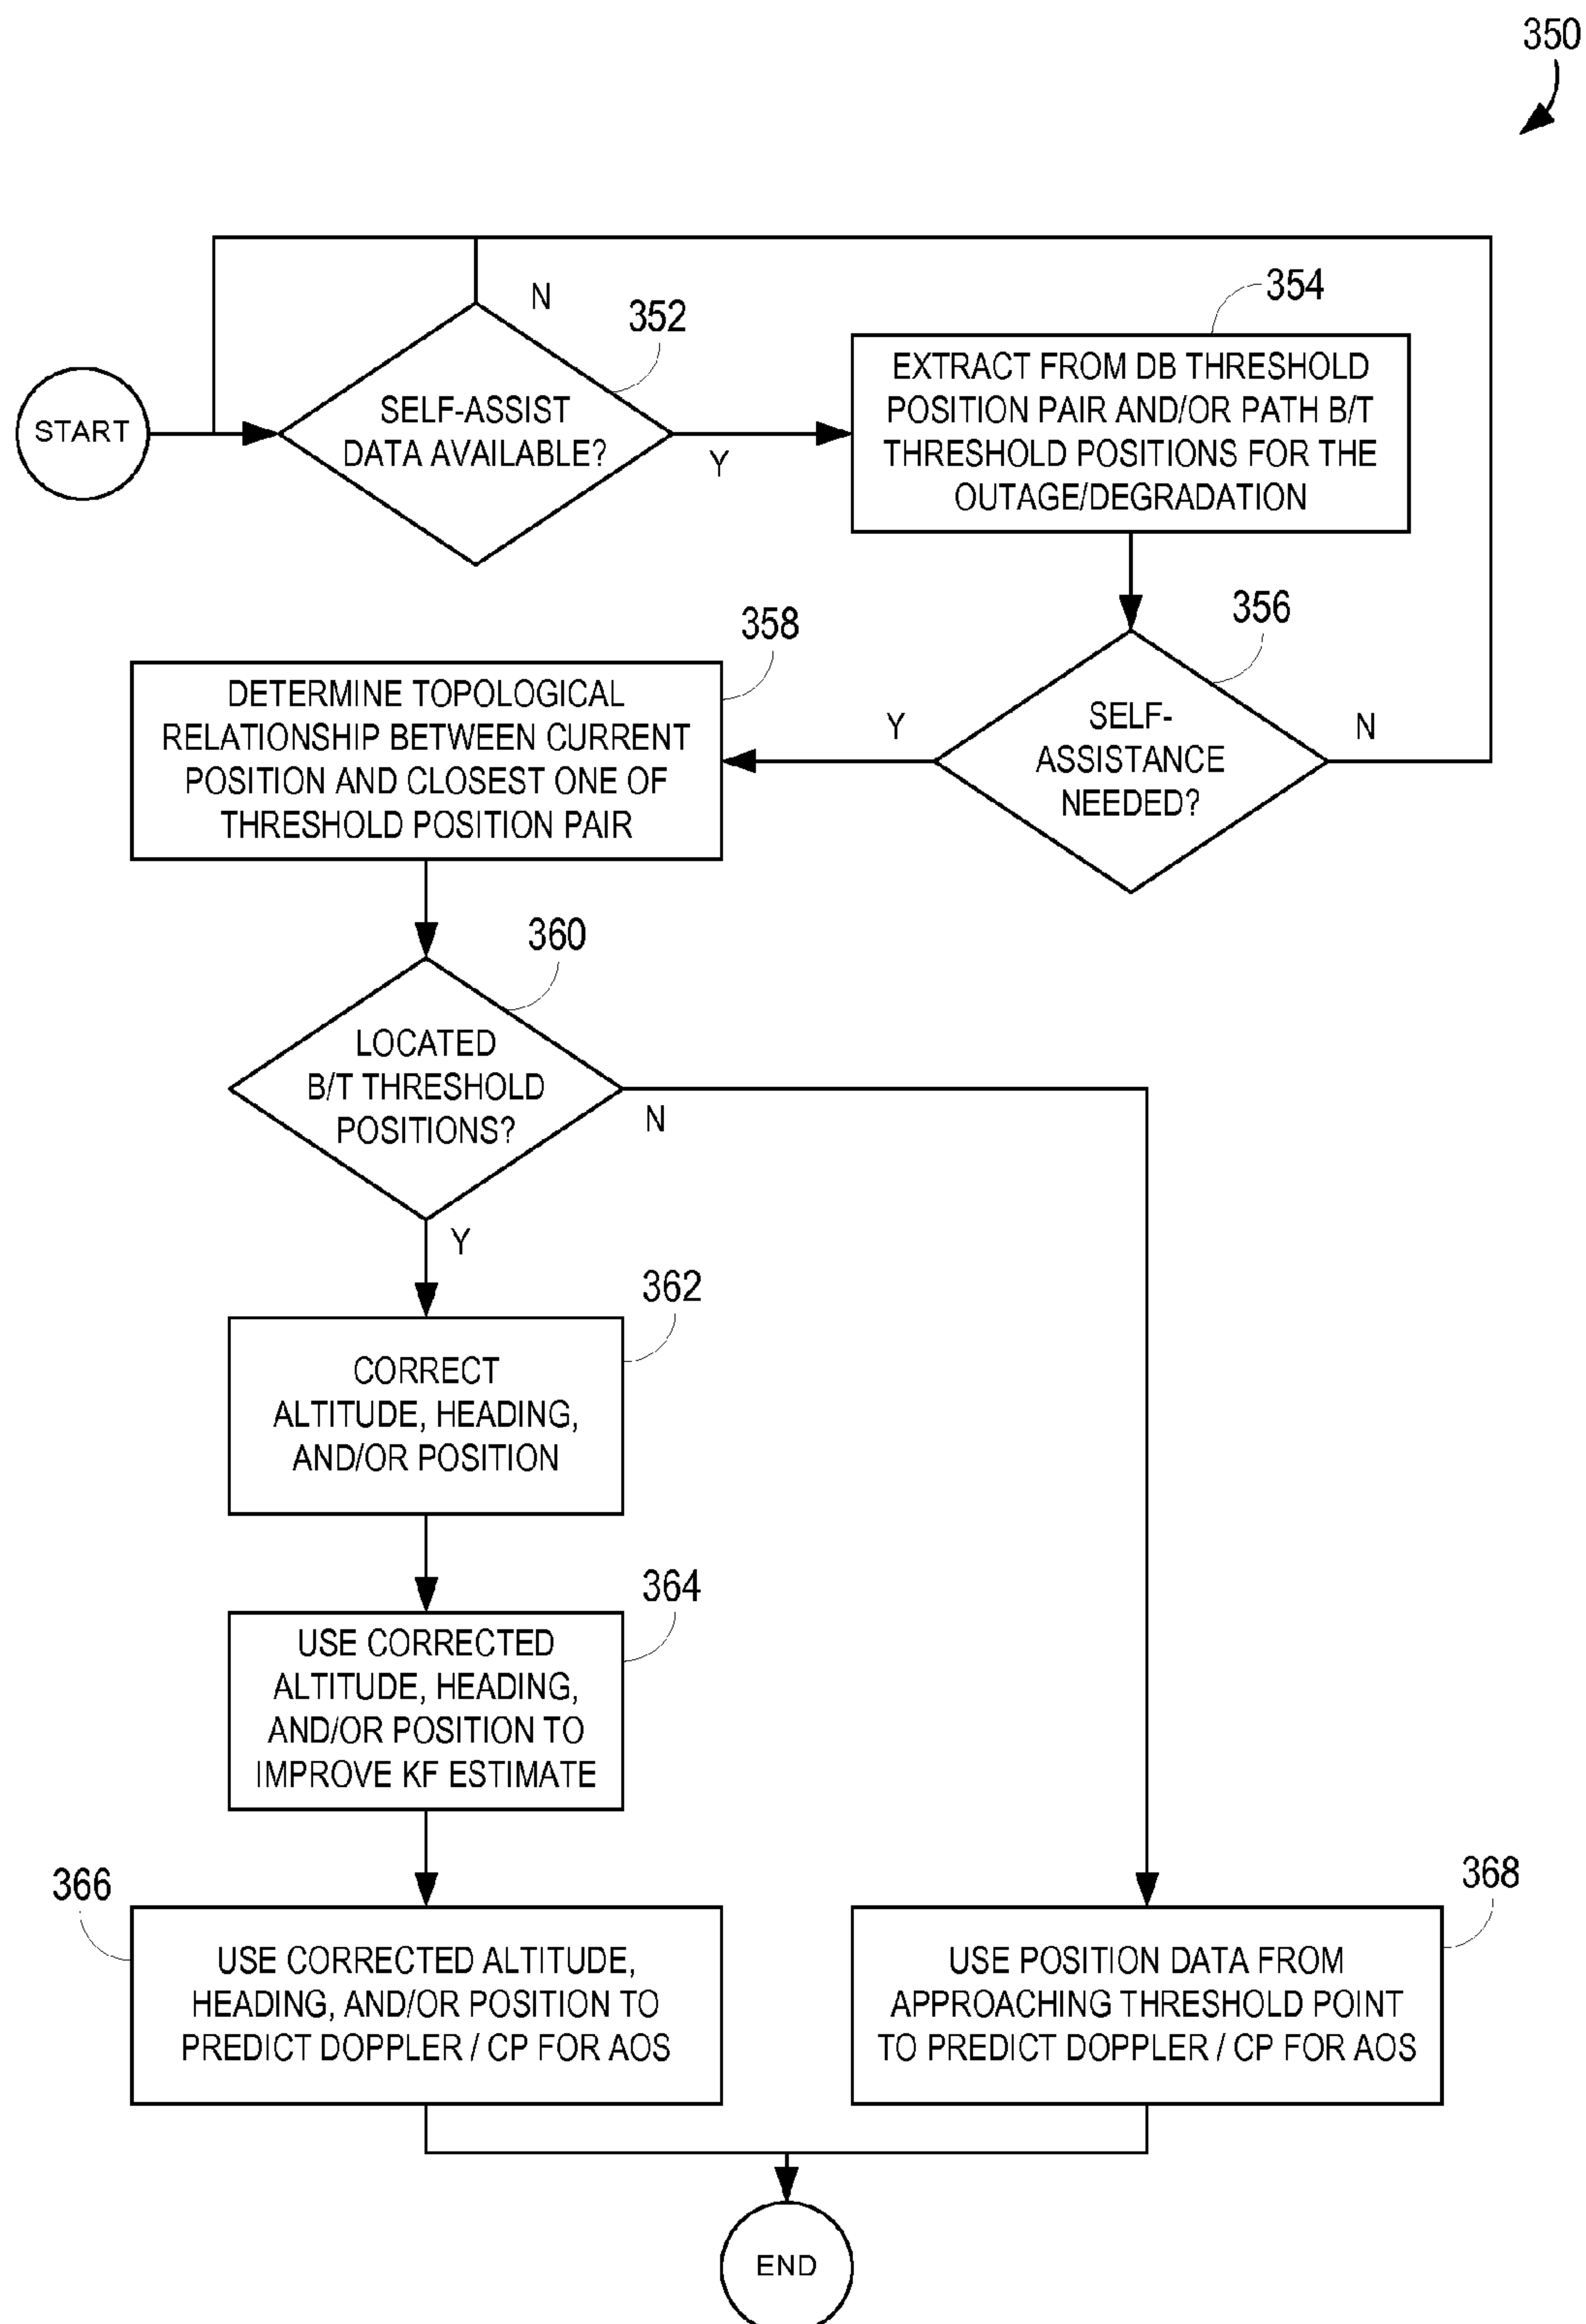 350
N
352
354
START
SELF-ASSIST
DATA AVAILABLE?
Y
EXTRACT FROM DB THRESHOLD
POSITION PAIR AND/OR PATH B/T
THRESHOLD POSITIONS FOR THE
OUTAGE/DEGRADATION
356
SELF-
ASSISTANCE
NEEDED?
Y
N
358
DETERMINE TOPOLOGICAL
RELATIONSHIP BETWEEN CURRENT
POSITION AND CLOSEST ONE OF
THRESHOLD POSITION PAIR
360
LOCATED
B/T THRESHOLD
POSITIONS?
N
Y
362
CORRECT
ALTITUDE, HEADING,
AND/OR POSITION
364
USE CORRECTED
ALTITUDE, HEADING,
AND/OR POSITION TO
IMPROVE KF ESTIMATE
366
USE CORRECTED ALTITUDE,
HEADING, AND/OR POSITION TO
PREDICT DOPPLER / CP FOR AOS
368
USE POSITION DATA FROM
APPROACHING THRESHOLD POINT
TO PREDICT DOPPLER / CP FOR AOS
END